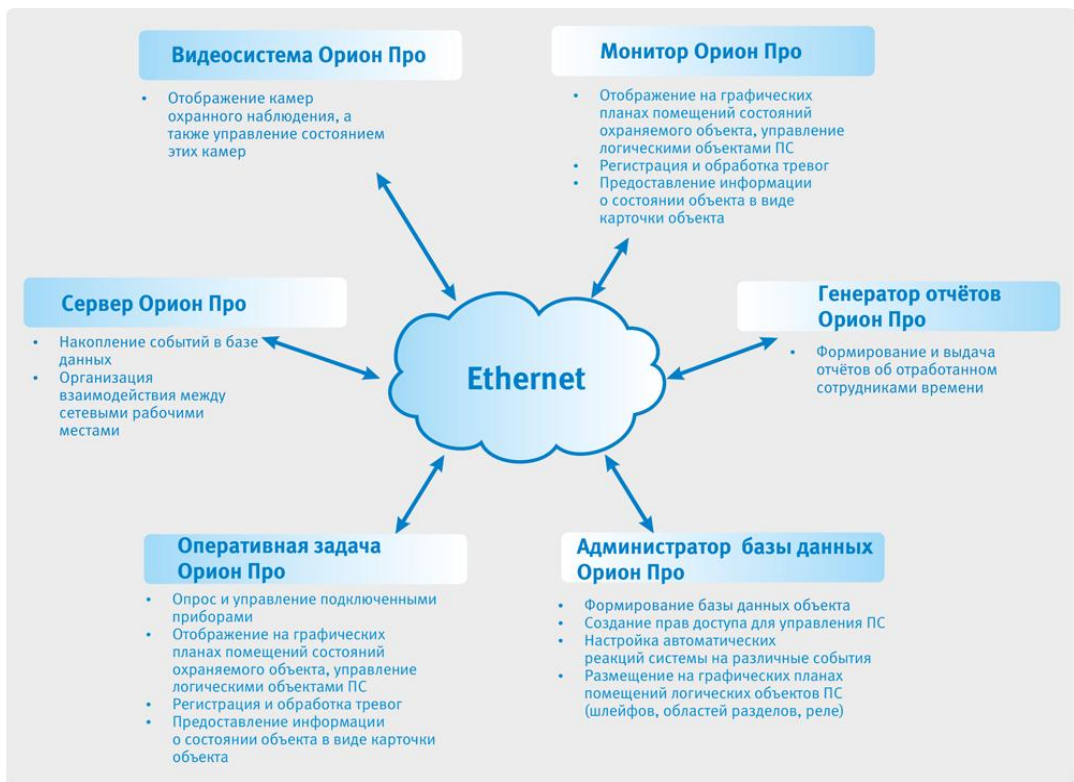 Видеосистема Орион Про
• Отображение камер
охранного наблюдения, а
также управление состоянием
этих камер
Монитор Орион Про
• Отображение на графических
планах помещений состояний
охраняемого объекта, управление
логическими объектами ПС
• Регистрация и обработка тревог
• Предоставление информации
о состоянии объекта в виде
карточки объекта
Сервер Орион Про
• Накопление событий в базе
данных
• Организация
взаимодействия между
сетевыми рабочими
местами
Ethernet
Генератор отчётов
Орион Про
• Формирование и выдача
отчётов об отработанном
сотрудниками времени
Оперативная задача
Орион Про
• Опрос и управление подключенными
приборами
• Отображение на графических
планах помещений состояний
охраняемого объекта, управление
логическими объектами ПС
• Регистрация и обработка тревог
• Предоставление информации
о состоянии объекта в виде карточки
объекта
Администратор базы данных
Орион Про
• Формирование базы данных объекта
• Создание прав доступа для управления ПС
• Настройка автоматических
реакций системы на различные события
• Размещение на графических планах
помещений логических объектов ПС
(шлейфов, областей разделов, реле)